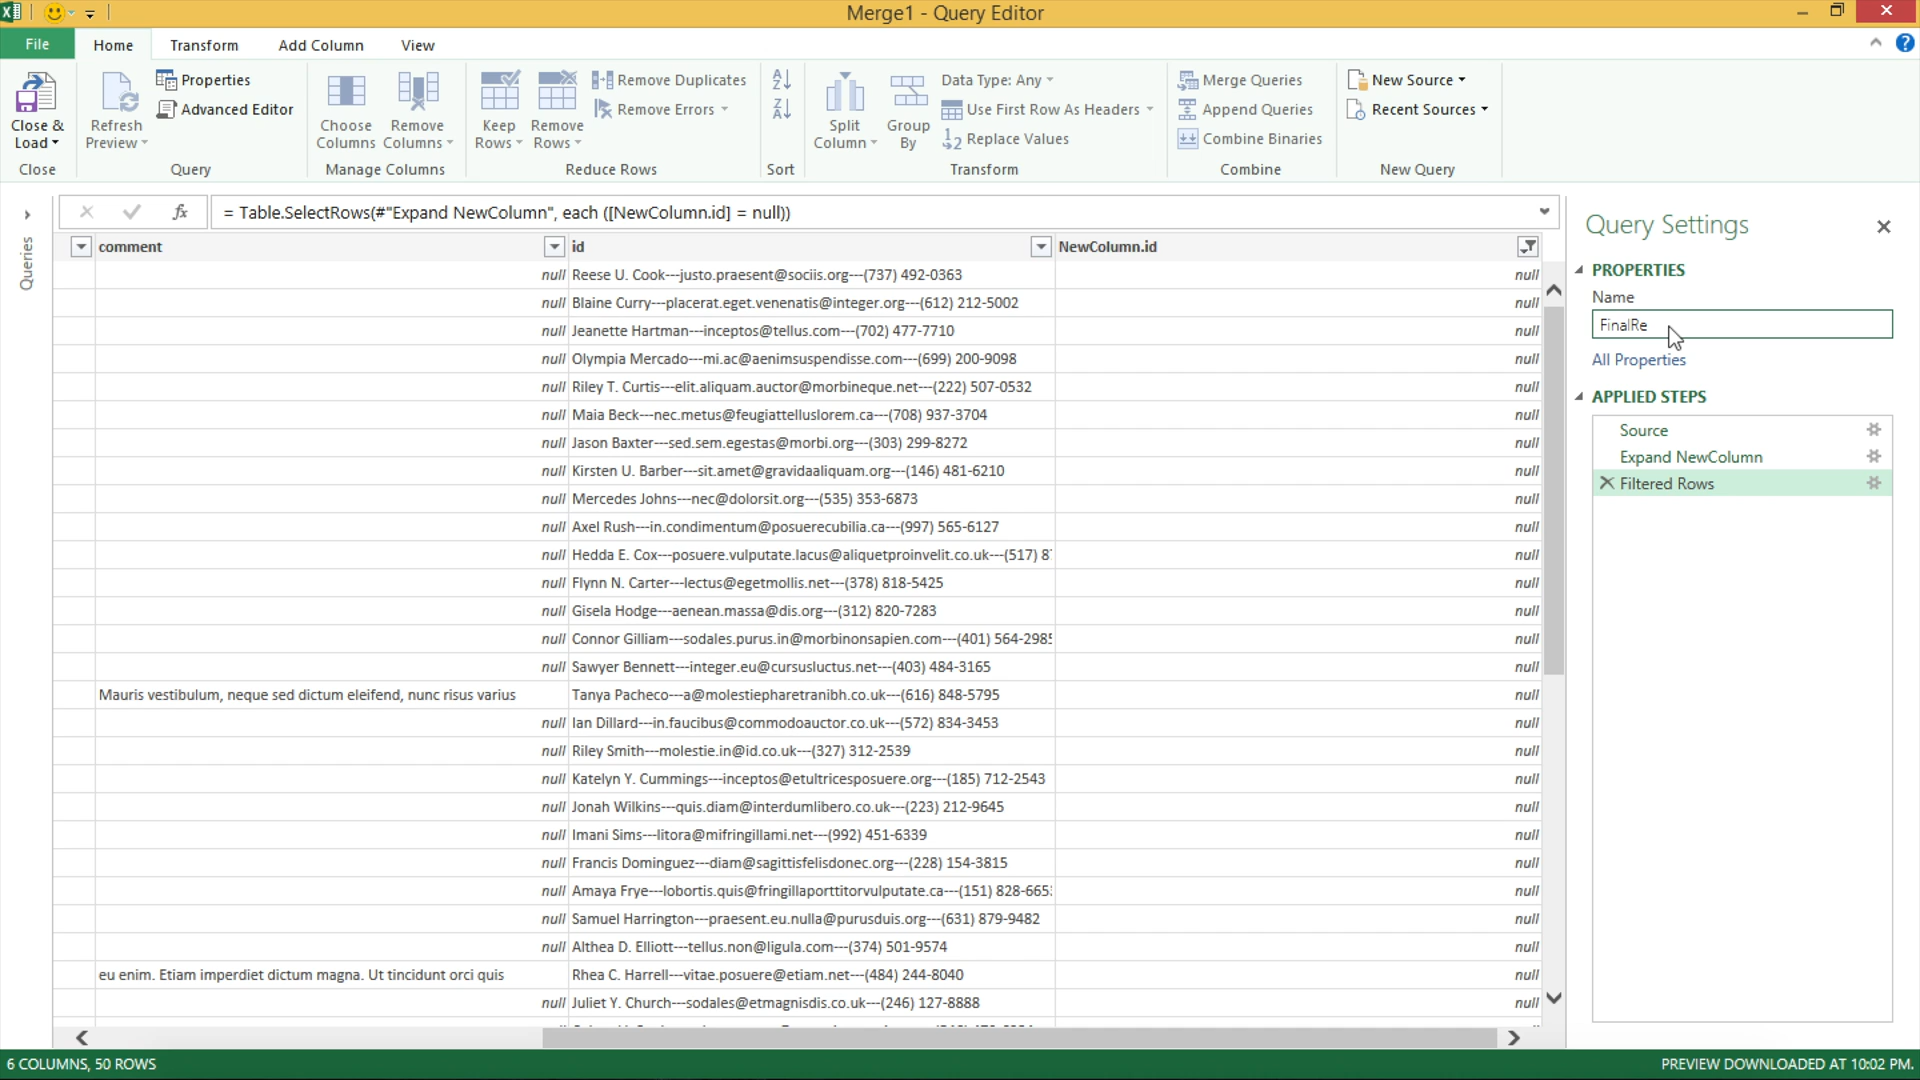 Merge1 - Query Editor
File Home Transform Add Column View
Close & Load
Close
Refresh Preview
Properties
Advanced Editor
Query
Choose Columns
Remove Columns
Manage Columns
Keep Rows
Remove Rows
Remove Duplicates
Remove Errors
Reduce Rows
Sort
Split Column
Group By
Data Type: Any
Use First Row As Headers
Replace Values
Transform
Merge Queries
Append Queries
Combine Binaries
Combine
New Source
Recent Sources
New Query
Queries
fx = Table.SelectRows(#"Expand NewColumn", each ([NewColumn.id] = null))
comment id NewColumn.id
null Reese U. Cook---justo.praesent@sociis.org---(737) 492-0363 null
null Blaine Curry---placerat.eget.venenatis@integer.org---(612) 212-5002 null
null Jeanette Hartman---inceptos@tellus.com---(702) 477-7710 null
null Olympia Mercado---mi.ac@aenimsuspendisse.com---(699) 200-9098 null
null Riley T. Curtis---elit.aliquam.auctor@morbineque.net---(222) 507-0532 null
null Maia Beck---nec.metus@feugiattelluslorem.ca---(708) 937-3704 null
null Jason Baxter---sed.sem.egestas@morbi.org---(303) 299-8272 null
null Kirsten U. Barber---sit.amet@gravidaaliquam.org---(146) 481-6210 null
null Mercedes Johns---nec@dolorsit.org---(535) 353-6873 null
null Axel Rush---in.condimentum@posuerecubilia.ca---(997) 565-6127 null
null Hedda E. Cox---posuere.vulputate.lacus@aliquetproinvelit.co.uk---(517) 8 null
null Flynn N. Carter---lectus@egetmollis.net---(378) 818-5425 null
null Gisela Hodge---aenean.massa@dis.org---(312) 820-7283 null
null Connor Gilliam---sodales.purus.in@morbinonsapien.com---(401) 564-2985 null
null Sawyer Bennett---integer.eu@cursusluctus.net---(403) 484-3165 null
Mauris vestibulum, neque sed dictum eleifend, nunc risus varius Tanya Pacheco---a@molestiepharetranibh.co.uk---(616) 848-5795 null
null Ian Dillard---in.faucibus@commodoauctor.co.uk---(572) 834-3453 null
null Riley Smith---molestie.in@id.co.uk---(327) 312-2539 null
null Katelyn Y. Cummings---inceptos@etultricesposuere.org---(185) 712-2543 null
null Jonah Wilkins---quis.diam@interdumlibero.co.uk---(223) 212-9645 null
null Imani Sims---litora@mifringillami.net---(992) 451-6339 null
null Francis Dominguez---diam@sagittisfelisdonec.org---(228) 154-3815 null
null Amaya Frye---lobortis.quis@fringillaporttitorvulputate.ca---(151) 828-665 null
null Samuel Harrington---praesent.eu.nulla@purusduis.org---(631) 879-9482 null
null Althea D. Elliott---tellus.non@ligula.com---(374) 501-9574 null
eu enim. Etiam imperdiet dictum magna. Ut tincidunt orci quis Rhea C. Harrell---vitae.posuere@etiam.net---(484) 244-8040 null
null Juliet Y. Church---sodales@etmagnisdis.co.uk---(246) 127-8888 null
Query Settings
PROPERTIES
Name
FinalRe
All Properties
APPLIED STEPS
Source
Expand NewColumn
Filtered Rows
6 COLUMNS, 50 ROWS PREVIEW DOWNLOADED AT 10:02 PM.